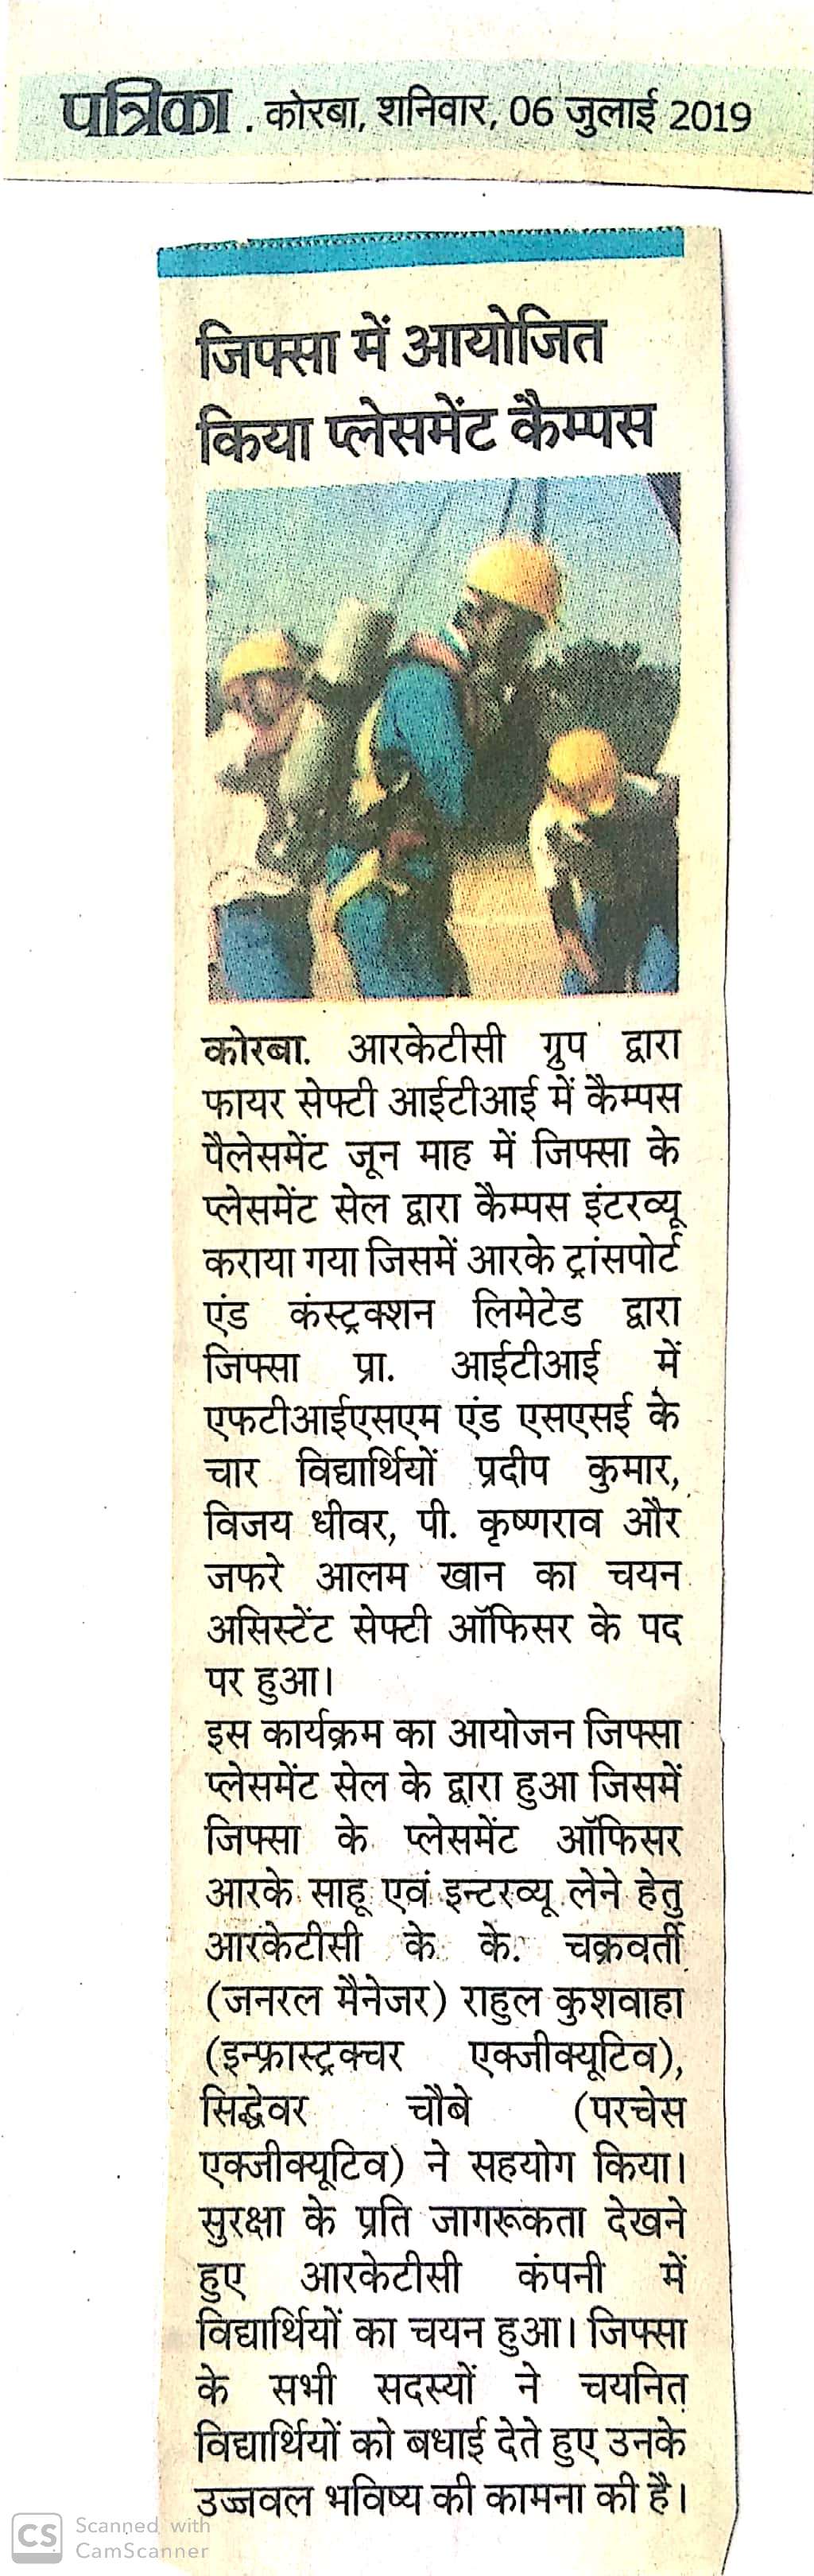 पत्रिका . कोरबा, शनिवार, 06 जुलाई 2019
जिफ्सा में आयोजित
किया प्लेसमेंट कैम्पस
कोरबा. आरकेटीसी ग्रुप द्वारा
फायर सेफ्टी आईटीआई में कैम्पस
पैलेसमेंट जून माह में जिफ्सा के
प्लेसमेंट सेल द्वारा कैम्पस इंटरव्यू
कराया गया जिसमें आरके ट्रांसपोर्ट
एंड कंस्ट्रक्शन लिमेटेड द्वारा
जिफ्सा प्रा. आईटीआई में
एफटीआईएसएम एंड एसएसई के
चार विद्यार्थियों प्रदीप कुमार,
विजय धीवर, पी. कृष्णराव और
जफरे आलम खान का चयन
असिस्टेंट सेफ्टी ऑफिसर के पद
पर हुआ।
इस कार्यक्रम का आयोजन जिफ्सा
प्लेसमेंट सेल के द्वारा हुआ जिसमें
जिफ्सा के प्लेसमेंट ऑफिसर
आरके साहू एवं इन्टरव्यू लेने हेतु
आरकेटीसी के के. चक्रवर्ती
(जनरल मैनेजर) राहुल कुशवाहा
(इन्फ्रास्ट्रक्चर एक्जीक्यूटिव),
सिद्धेवर चौबे (परचेस
एक्जीक्यूटिव) ने सहयोग किया।
सुरक्षा के प्रति जागरूकता देखने
हुए आरकेटीसी कंपनी में
विद्यार्थियों का चयन हुआ। जिफ्सा
के सभी सदस्यों ने चयनित
विद्यार्थियों को बधाई देते हुए उनके
उज्जवल भविष्य की कामना की है।
CS Scanned with
CamScanner